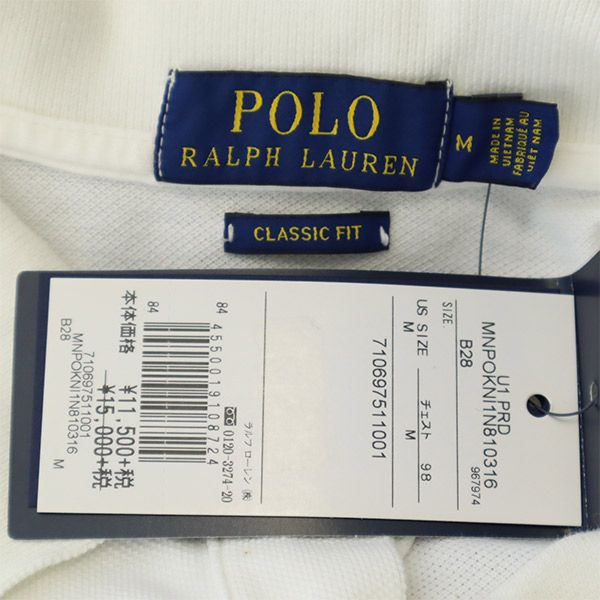 POLO
RALPH LAUREN
M
MADE IN
VIETNAM
FABRIQUÉ AU
VIÊT NAM
CLASSIC FIT
967974
U1 PRD
MNPOKNI1N810316
B28
SIZE
US SIZE
M
チェスト 98
M
710697511001
ラルフ ローレン (株)
0120-3274-20
84
4550019108724
84
本体価格 ¥11,500+税
¥15,000+税
710697511001
MNPOKNI1N810316
B28
M